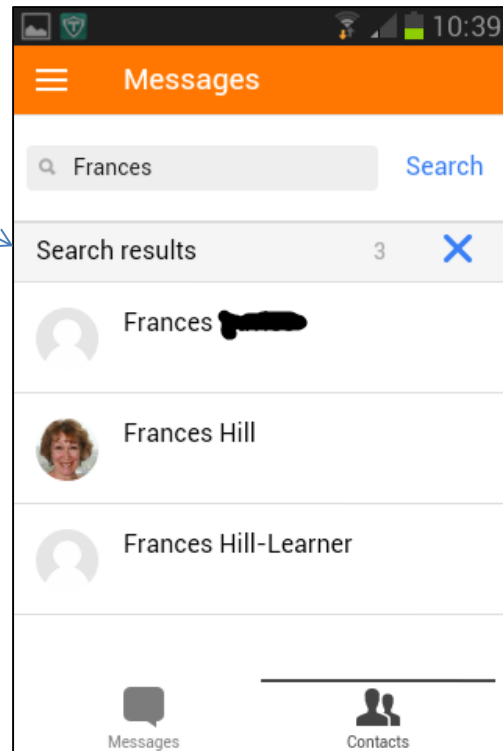 10:39
Messages
Frances
Search
Search results 3
Frances
Frances Hill
Frances Hill-Learner
Messages
Contacts